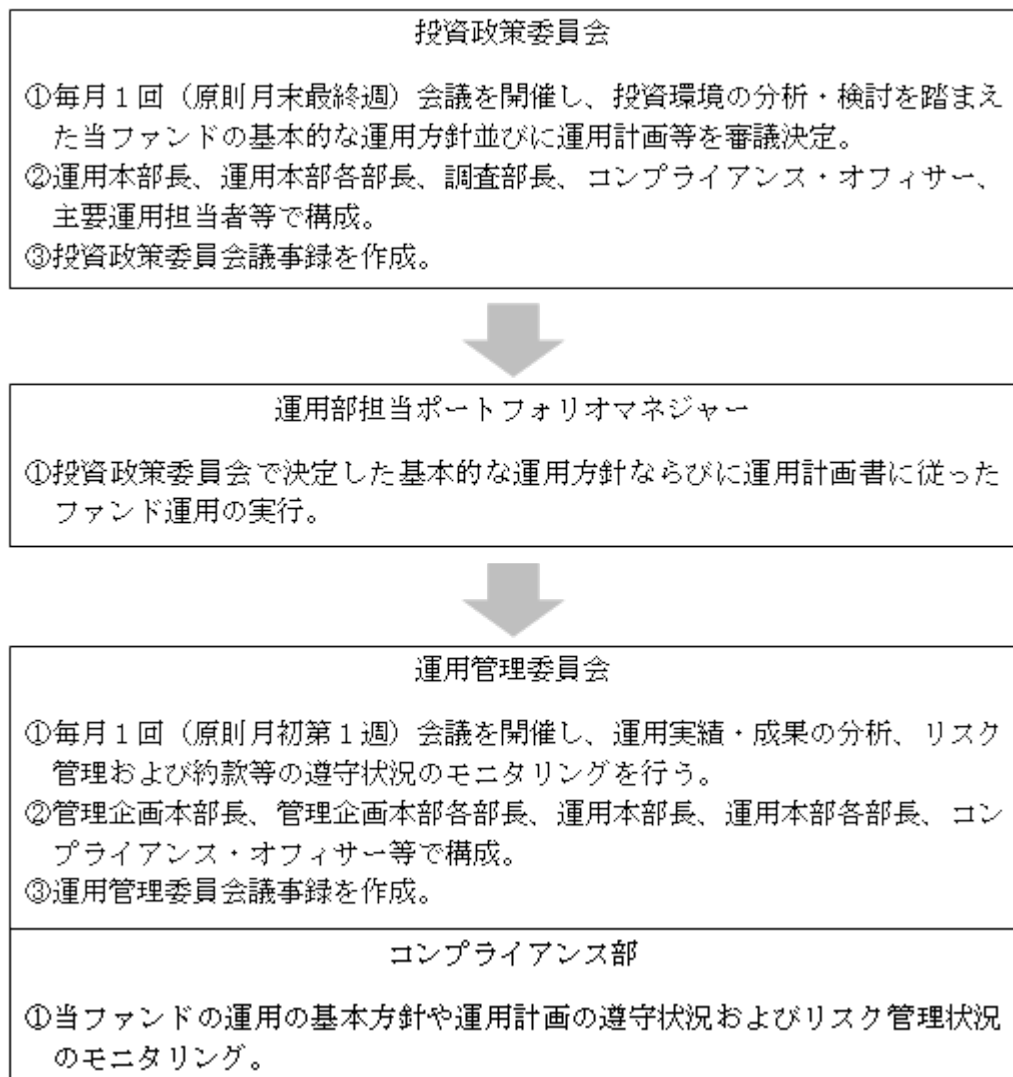 投資政策委員会
①毎月１回（原則月末最終週）会議を開催し、投資環境の分析・検討を踏まえ
た当ファンドの基本的な運用方針並びに運用計画等を審議決定。
②運用本部長、運用本部各部長、調査部長、コンプライアンス・オフィサー、
主要運用担当者等で構成。
③投資政策委員会議事録を作成。
運用部担当ポートフォリオマネジャー
①投資政策委員会で決定した基本的な運用方針ならびに運用計画書に従った
ファンド運用の実行。
運用管理委員会
①毎月１回（原則月初第１週）会議を開催し、運用実績・成果の分析、リスク
管理および約款等の遵守状況のモニタリングを行う。
②管理企画本部長、管理企画本部各部長、運用本部長、運用本部各部長、コン
プライアンス・オフィサー等で構成。
③運用管理委員会議事録を作成。
コンプライアンス部
①当ファンドの運用の基本方針や運用計画の遵守状況およびリスク管理状況
のモニタリング。